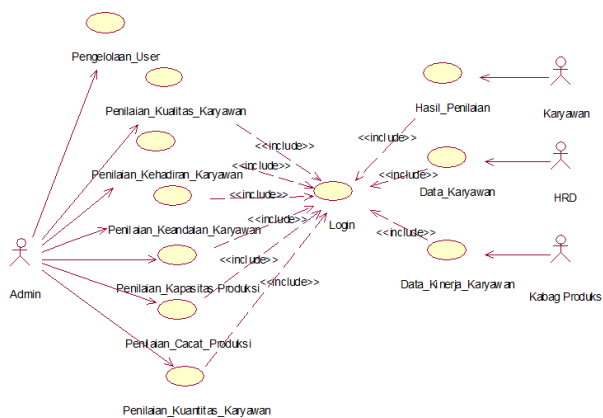 Pengelolaan_User
Penilaian_Kualitas_Karyawan
Hasil_Penilaian
Karyawan
<<include>>
<<include>>
<<include>>
Penilaian_Kehadiran_Karyawan
<<include>>
<<include>>
Data_Karyawan
HRD
Penilaian_Keandalan_Karyawan
<<include>>
Login
<<include>>
<<include>>
Admin
Penilaian_Kapasitas_Produksi
<<include>>
Data_Kinerja_Karyawan
Kabag Produks
Penilaian_Cacat_Produksi
Penilaian_Kuantitas_Karyawan